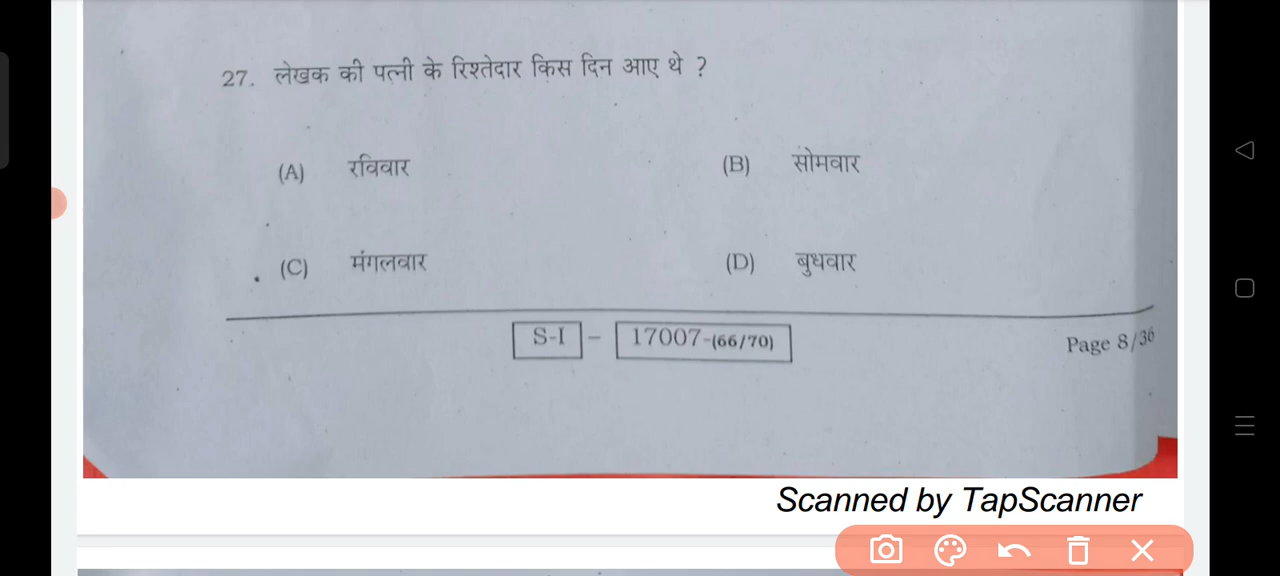 27. लेखक की पत्नी के रिश्तेदार किस दिन आए थे ?
(A) रविवार (B) सोमवार
(C) मंगलवार (D) बुधवार
S-I - 17007-(66/70) Page 8/36
Scanned by TapScanner